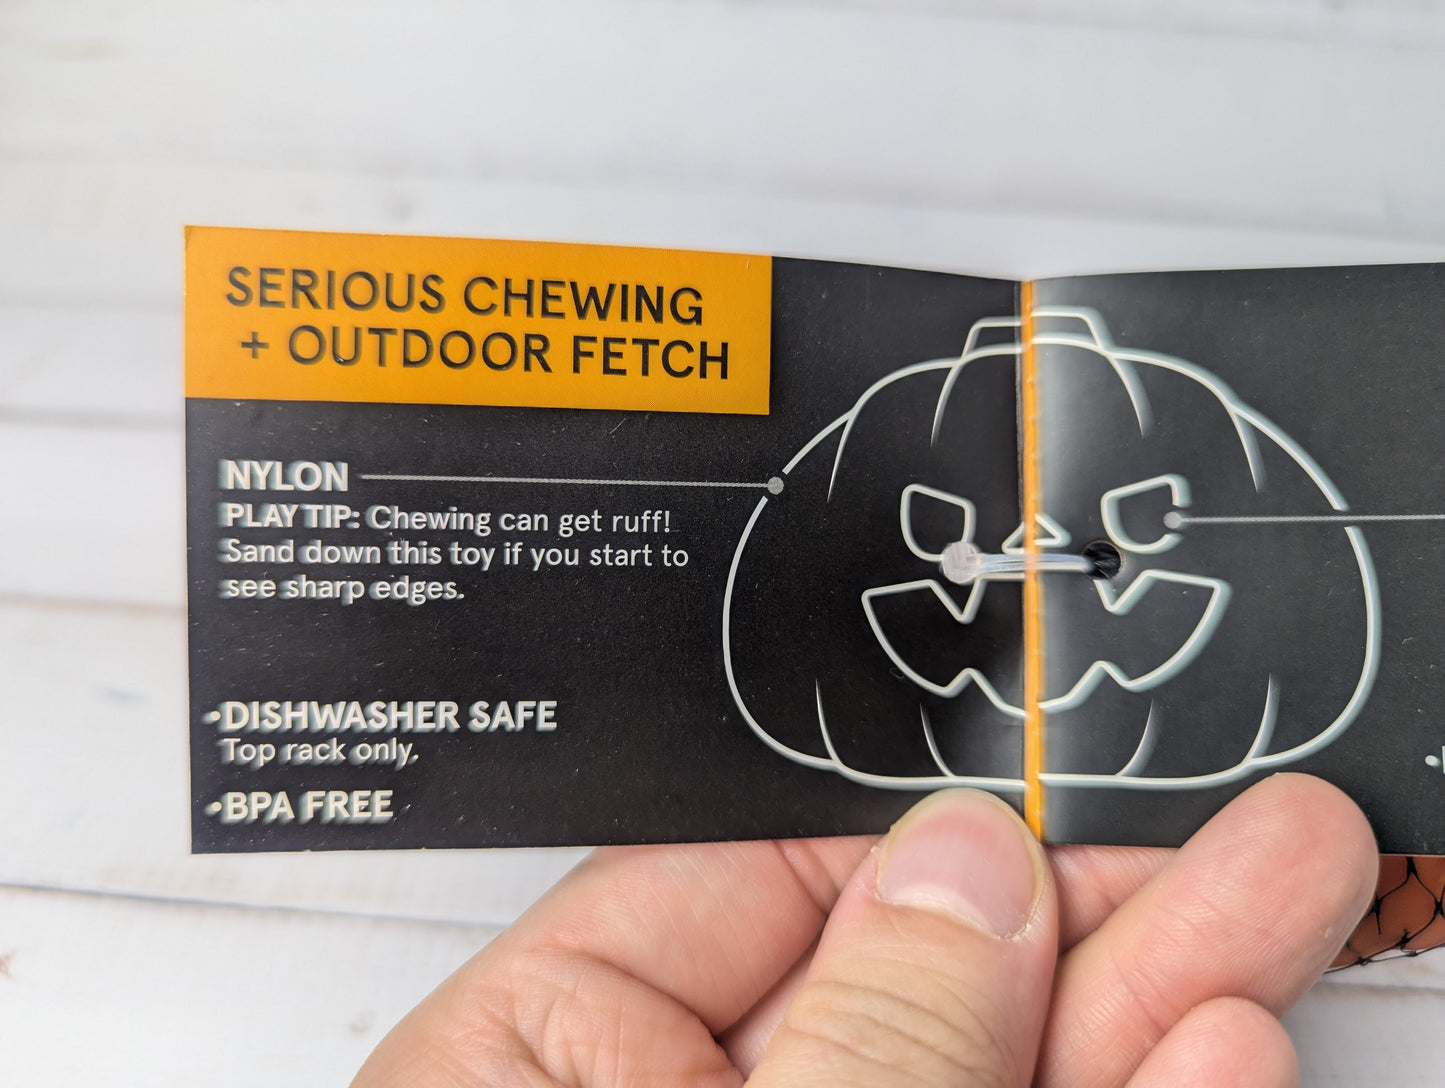 SERIOUS CHEWING
+ OUTDOOR FETCH
NYLON
PLAY TIP: Chewing can get ruff!
Sand down this toy if you start to
see sharp edges.
•DISHWASHER SAFE
Top rack only.
•BPA FREE